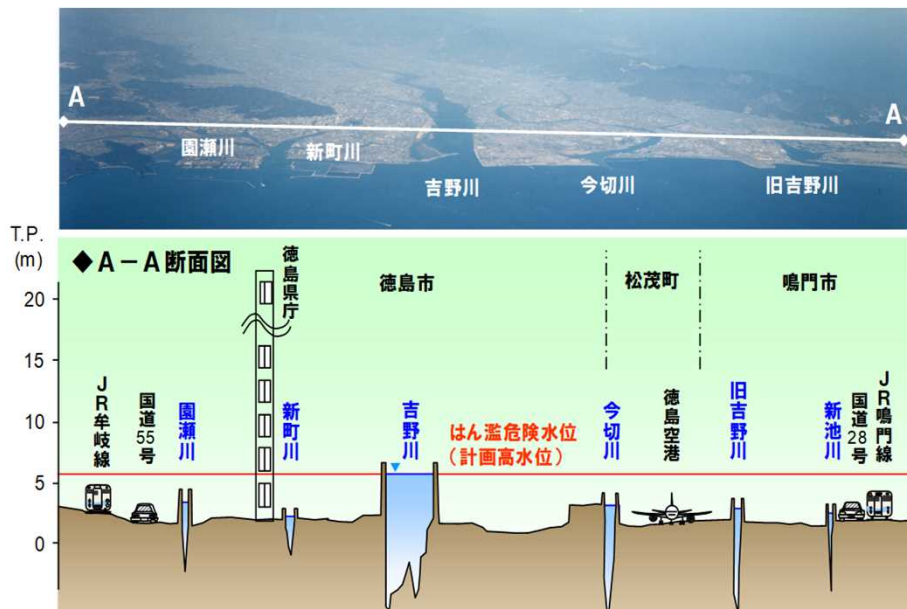 A
A
園瀬川
新町川
吉野川
今切川
旧吉野川
T.P.
(m)
◆A－A断面図
徳島県庁
徳島市
松茂町
鳴門市
20
15
10
5
0
JR牟岐線
国道55号
園瀬川
新町川
吉野川
はん濫危険水位
（計画高水位）
今切川
徳島空港
旧吉野川
新池川
国道28号
JR鳴門線